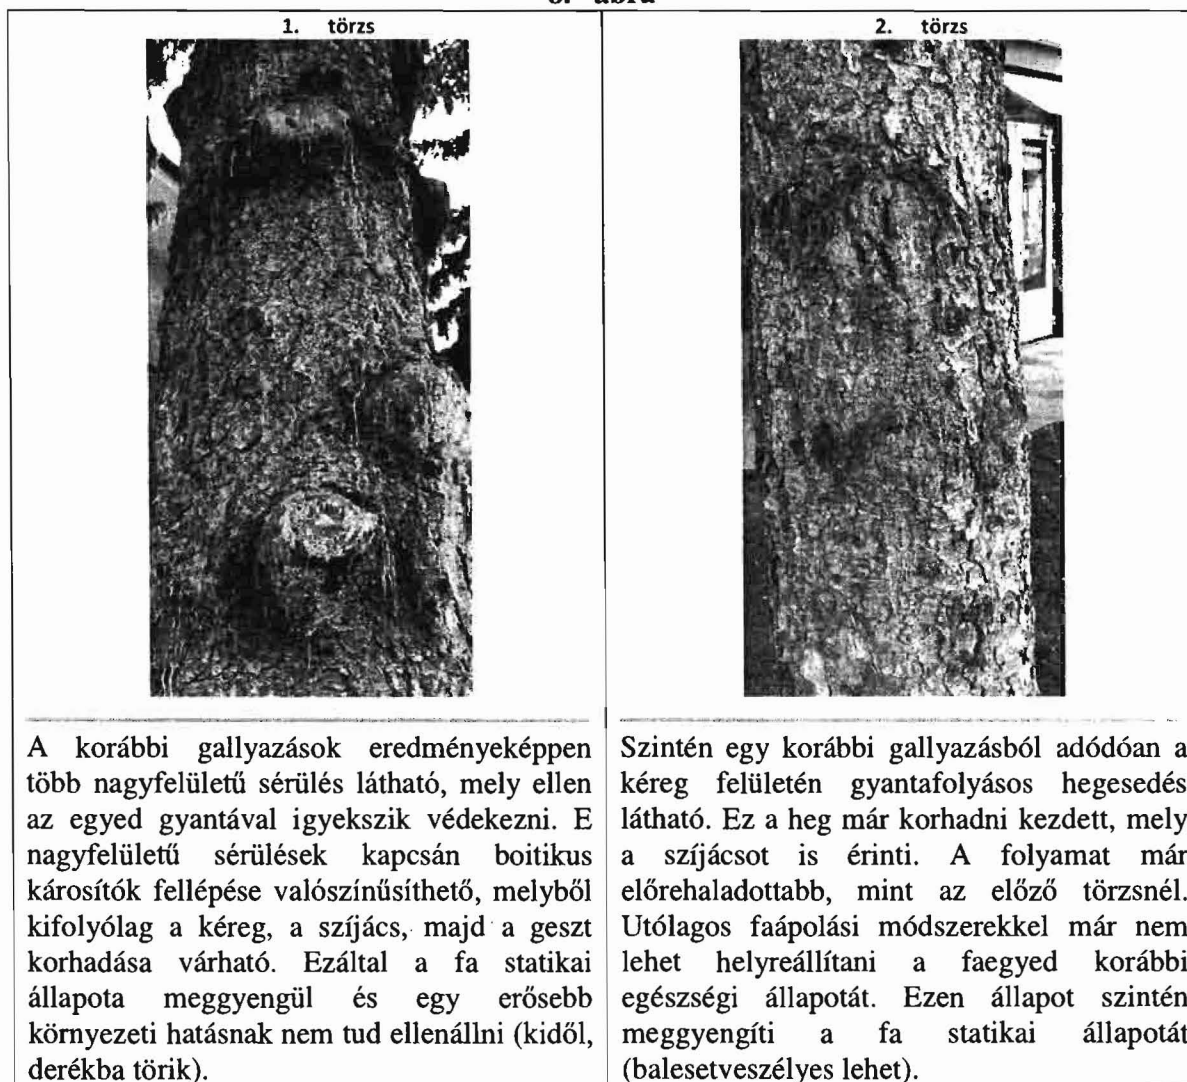 1. törzs
A korábbi gallyazások eredményeképpen
több nagyfelületű sérülés látható, mely ellen
az egyed gyantával igyekszik védekezni. E
nagyfelületű sérülések kapcsán boitikus
károsítók fellépése valószínűsíthető, melyből
kifolyólag a kéreg, a szíjács, majd a geszt
korhadása várható. Ezáltal a fa statikai
állapota meggyengül és egy erősebb
környezeti hatásnak nem tud ellenállni (kidől,
derékba törik).
2. törzs
Szintén egy korábbi gallyazásból adódóan a
kéreg felületén gyantafolyásos hegesedés
látható. Ez a heg már korhadni kezdett, mely
a szíjácsot is érinti. A folyamat már
előrehaladottabb, mint az előző törzsnél.
Utólagos faápolási módszerekkel már nem
lehet helyreállítani a faegyed korábbi
egészségi állapotát. Ezen állapot szintén
meggyengíti a fa statikai állapotát
(balesetveszélyes lehet).